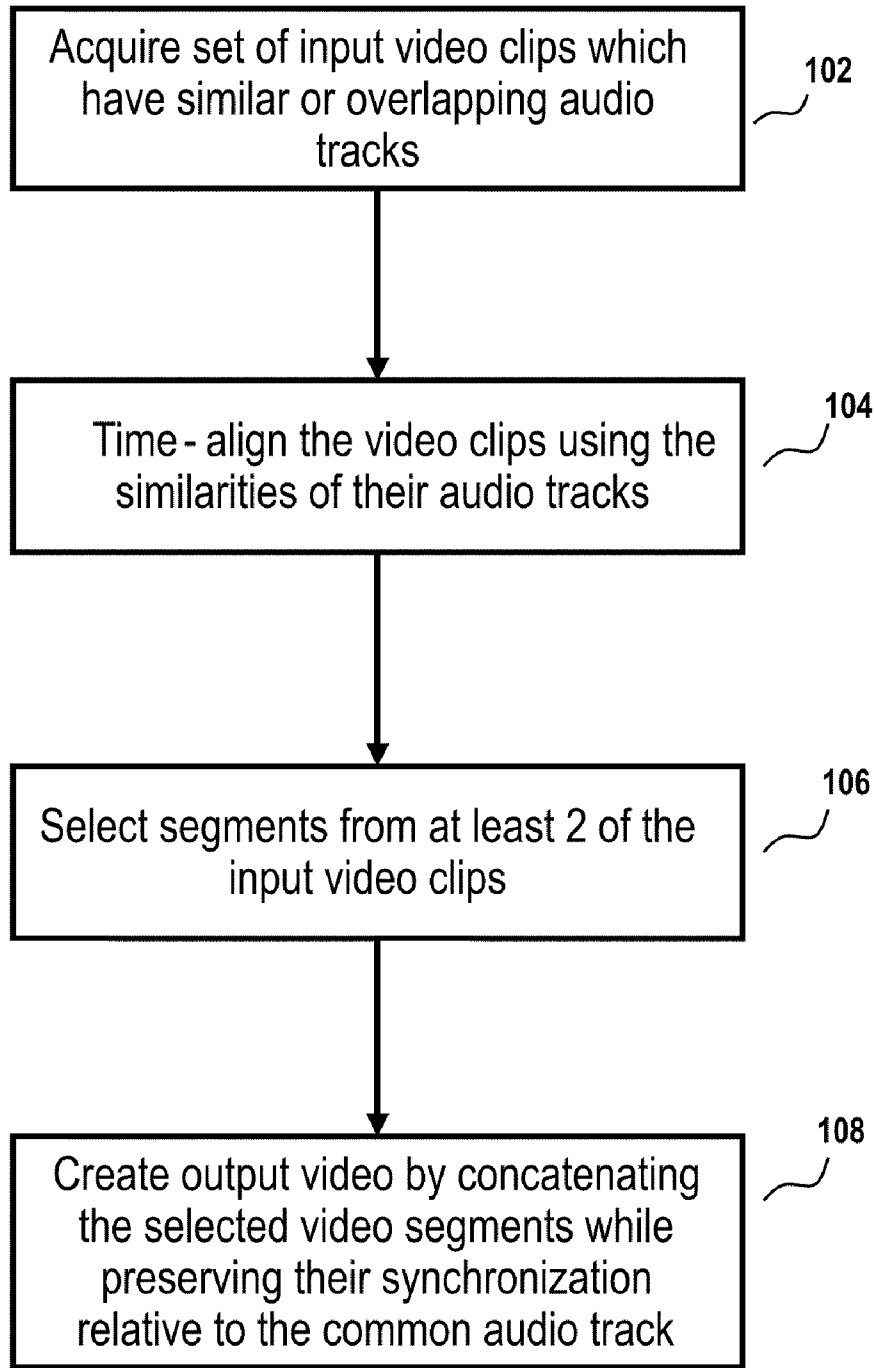 Acquire set of input video clips which
have similar or overlapping audio
tracks
102
Time - align the video clips using the
similarities of their audio tracks
104
Select segments from at least 2 of the
input video clips
106
Create output video by concatenating
the selected video segments while
preserving their synchronization
relative to the common audio track
108